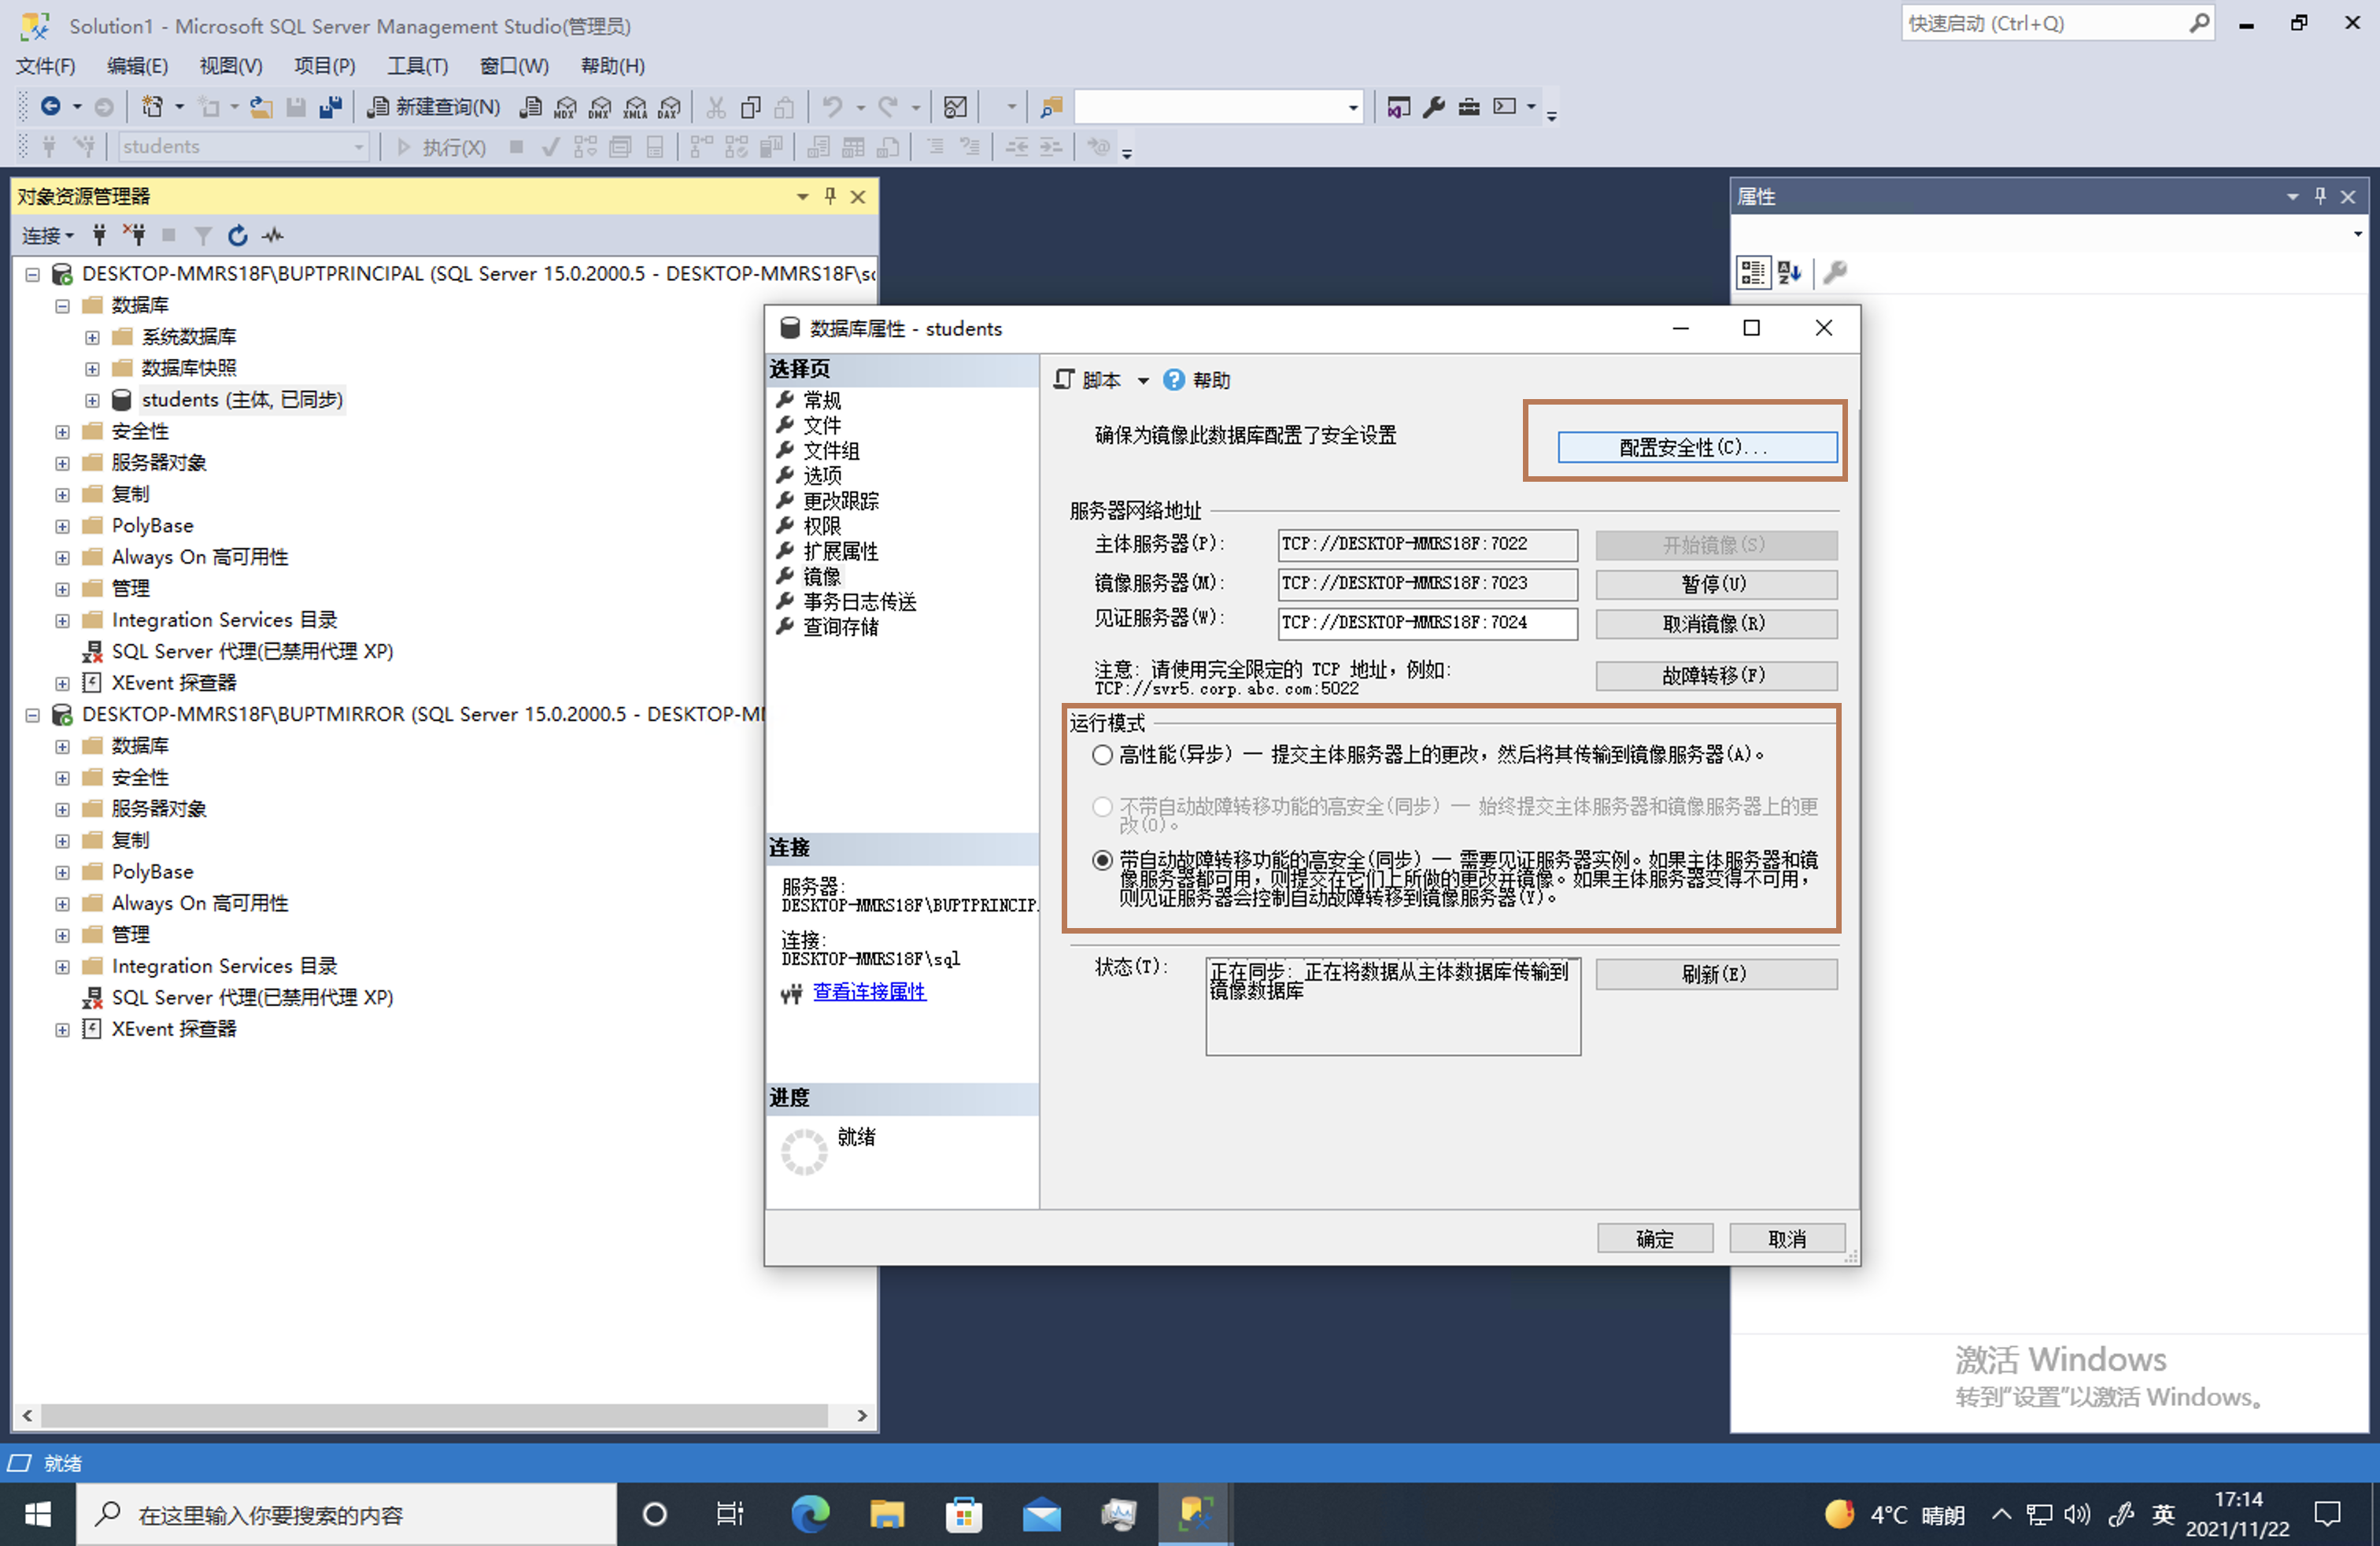 Solution1 - Microsoft SQL Server Management Studio(管理员)
快速启动 (Ctrl+Q)
文件(F) 编辑(E) 视图(V) 项目(P) 工具(T) 窗口(W) 帮助(H)
新建查询(N)
MDX DMX XMLA DAX
students
执行(X)
对象资源管理器
连接
DESKTOP-MMRS18F\BUPTPRINCIPAL (SQL Server 15.0.2000.5 - DESKTOP-MMRS18F\sc
数据库
系统数据库
数据库快照
students (主体, 已同步)
安全性
服务器对象
复制
PolyBase
Always On 高可用性
管理
Integration Services 目录
SQL Server 代理(已禁用代理 XP)
XEvent 探查器
DESKTOP-MMRS18F\BUPTMIRROR (SQL Server 15.0.2000.5 - DESKTOP-MI
数据库
安全性
服务器对象
复制
PolyBase
Always On 高可用性
管理
Integration Services 目录
SQL Server 代理(已禁用代理 XP)
XEvent 探查器
数据库属性 - students
选择页
常规
文件
文件组
选项
更改跟踪
权限
扩展属性
镜像
事务日志传送
查询存储
连接
服务器:
DESKTOP-MMRS18F\BUPTPRINCIP.
连接:
DESKTOP-MMRS18F\sql
查看连接属性
进度
就绪
脚本 帮助
确保为镜像此数据库配置了安全设置
配置安全性(C)...
服务器网络地址
主体服务器(P): TCP://DESKTOP-MMRS18F:7022 开始镜像(S)
镜像服务器(M): TCP://DESKTOP-MMRS18F:7023 暂停(U)
见证服务器(W): TCP://DESKTOP-MMRS18F:7024 取消镜像(R)
注意: 请使用完全限定的 TCP 地址，例如:
TCP://svr5.corp.abc.com:5022
故障转移(F)
运行模式
高性能(异步) — 提交主体服务器上的更改，然后将其传输到镜像服务器(A)。
不带自动故障转移功能的高安全(同步) — 始终提交主体服务器和镜像服务器上的更
改(O)。
带自动故障转移功能的高安全(同步) — 需要见证服务器实例。如果主体服务器和镜
像服务器都可用，则提交在它们上所做的更改并镜像。如果主体服务器变得不可用，
则见证服务器会控制自动故障转移到镜像服务器(Y)。
状态(T): 正在同步: 正在将数据从主体数据库传输到
镜像数据库
刷新(E)
确定 取消
属性
激活 Windows
转到"设置"以激活 Windows。
就绪
在这里输入你要搜索的内容
4°C 晴朗
英
17:14
2021/11/22